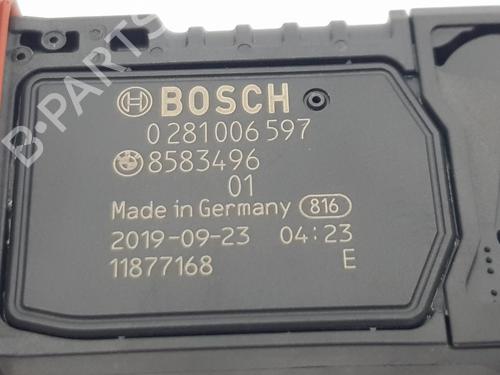 BOSCH
0 281 006 597
8583496
01
Made in Germany 816
2019-09-23 04:23
11877168 E
B-PARTS